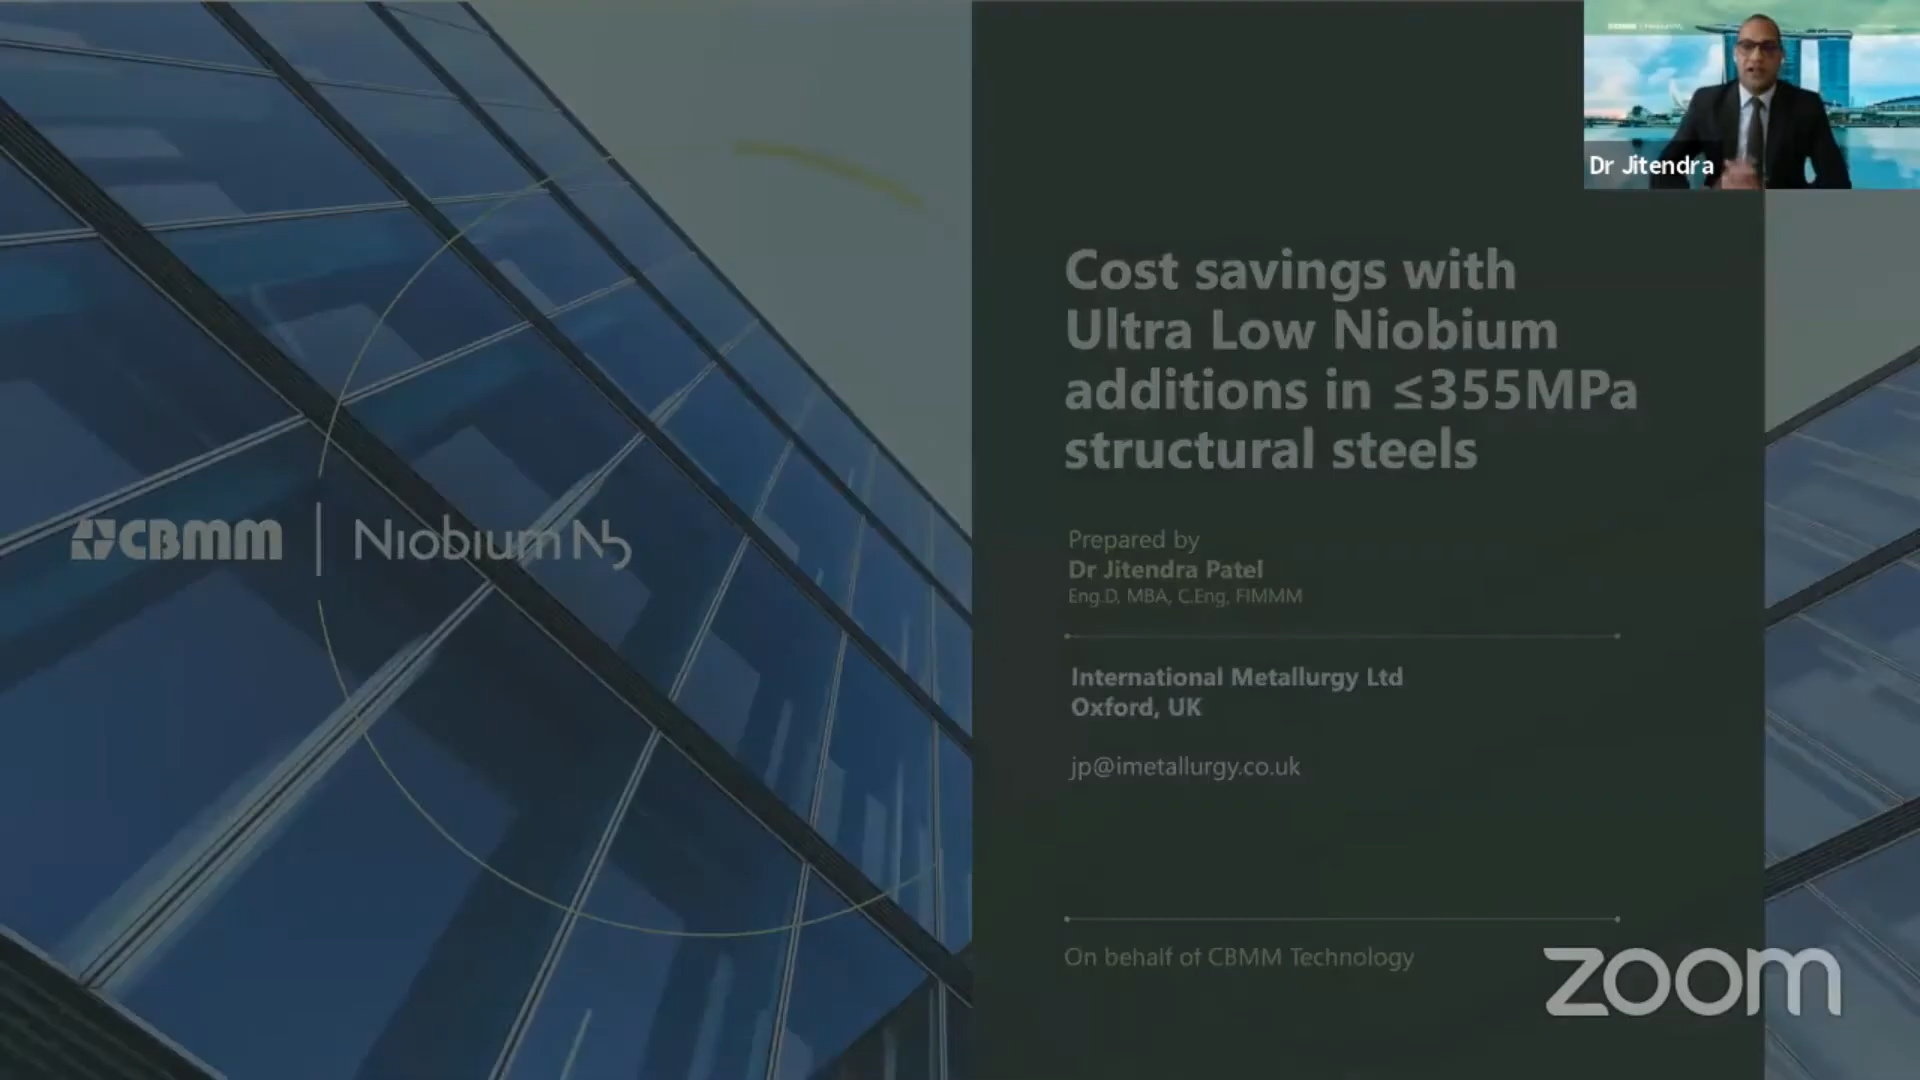 Dr Jitendra
Cost savings with
Ultra Low Niobium
additions in ≤355MPa
structural steels
CBMM | Niobium Nb
Prepared by
Dr Jitendra Patel
Eng.D, MBA, C.Eng, FIMMM
International Metallurgy Ltd
Oxford, UK
jp@imetallurgy.co.uk
On behalf of CBMM Technology
zoom